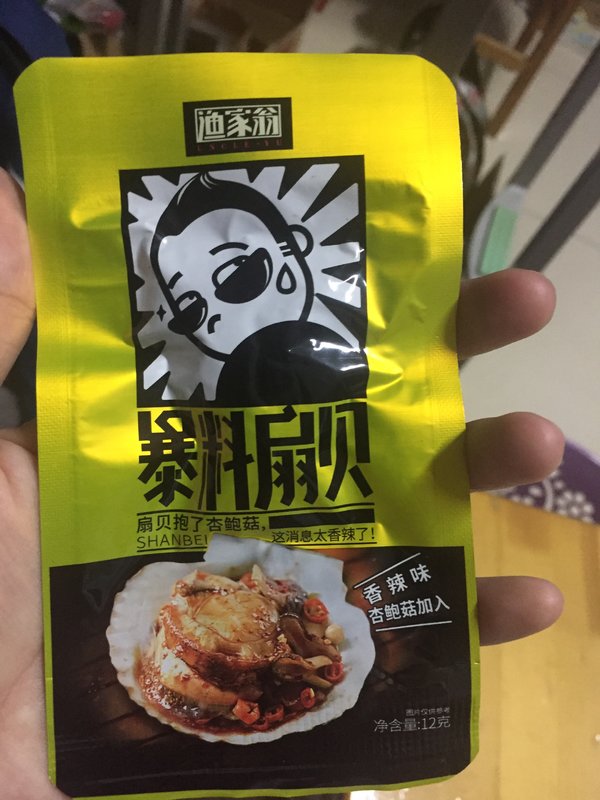 渔家翁
UNCLE·YU
暴料扇贝
扇贝抱了杏鲍菇,
SHANBEI
这消息太香辣了!
香辣味
杏鲍菇加入
图片仅供参考
净含量:12克